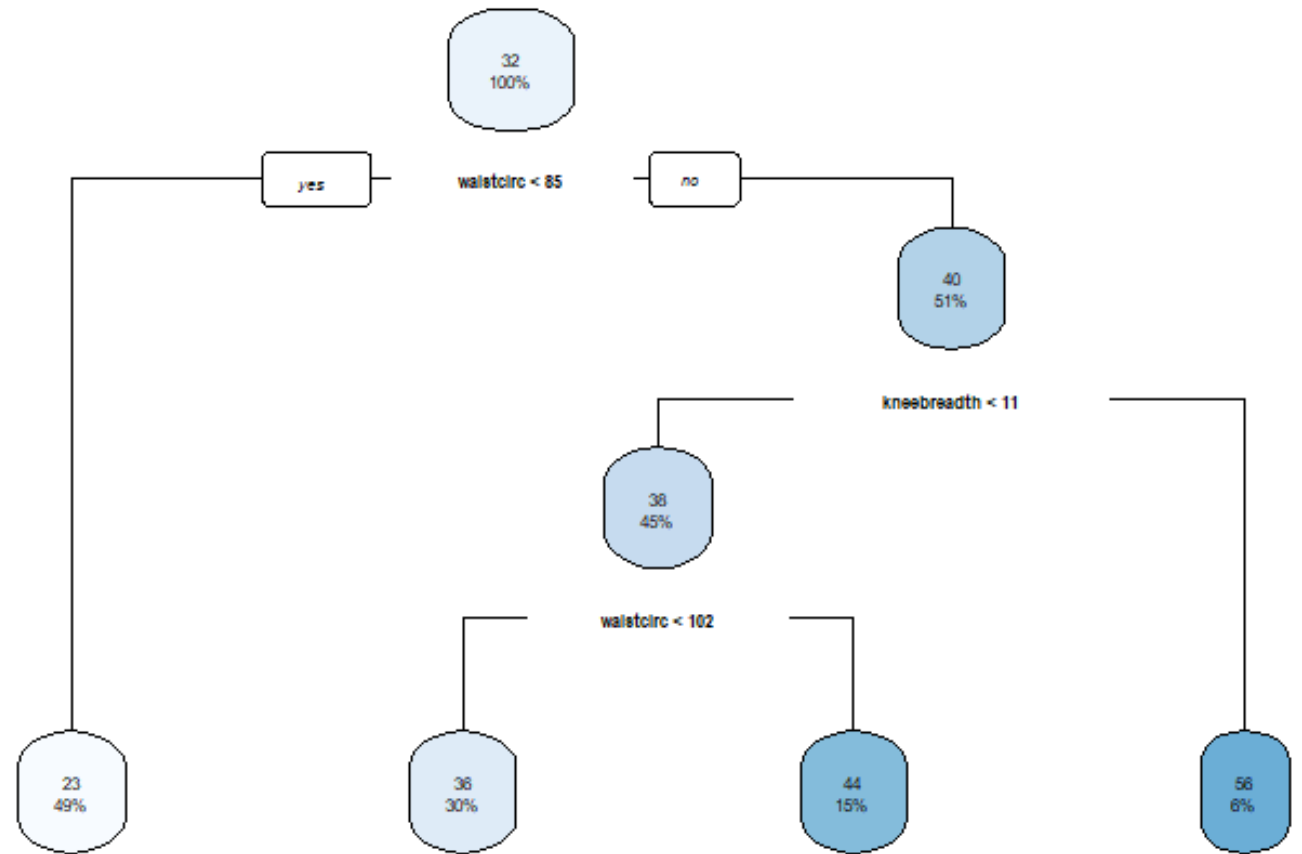 32
100%
yes
waistcirc < 85
no
40
51%
kneebreadth < 11
38
45%
waistcirc < 102
23
49%
36
30%
44
15%
56
6%